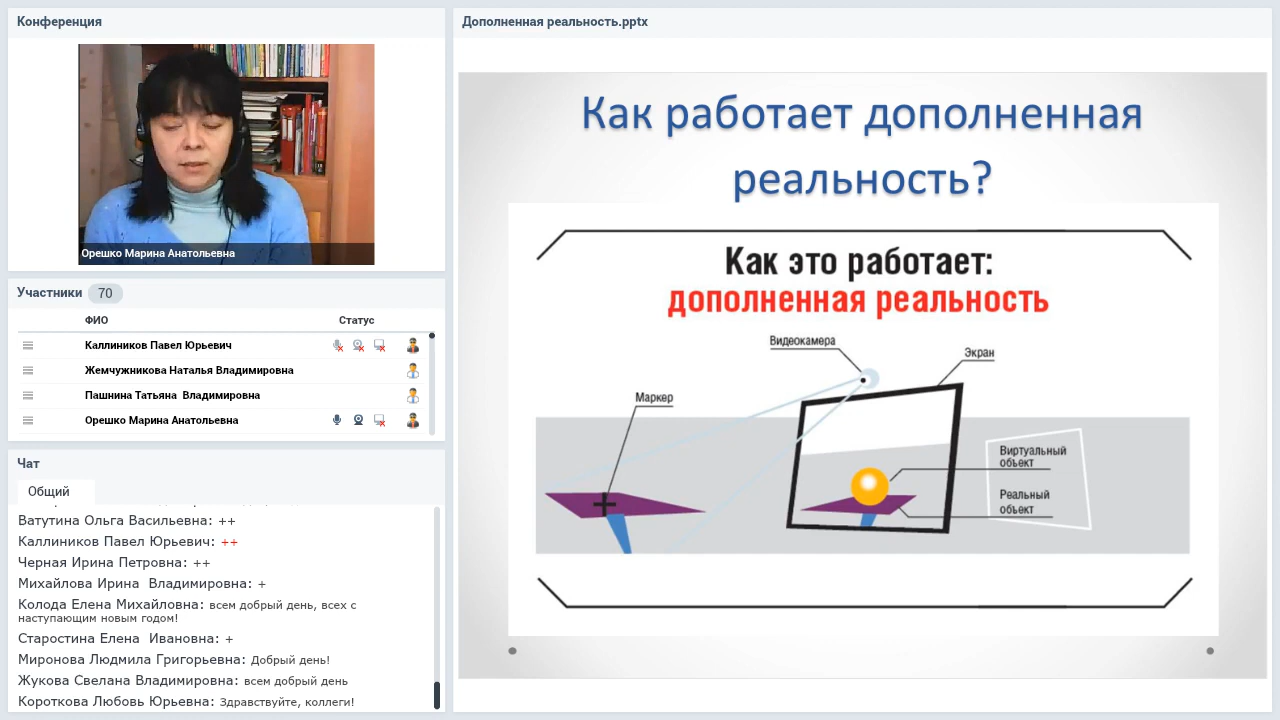 Конференция
Орешко Марина Анатольевна
Участники 70
ФИО Статус
Каллиников Павел Юрьевич
Жемчужникова Наталья Владимировна
Пашнина Татьяна Владимировна
Орешко Марина Анатольевна
Чат
Общий
Ватутина Ольга Васильевна: ++
Каллиников Павел Юрьевич: ++
Черная Ирина Петровна: ++
Михайлова Ирина Владимировна: +
Колода Елена Михайловна: всем добрый день, всех с
наступающим новым годом!
Старостина Елена Ивановна: +
Миронова Людмила Григорьевна: Добрый день!
Жукова Свелана Владимировна: всем добрый день
Короткова Любовь Юрьевна: Здравствуйте, коллеги!
Дополненная реальность.pptx
Как работает дополненная
реальность?
Как это работает:
дополненная реальность
Видеокамера
Экран
Маркер
Виртуальный
объект
Реальный
объект